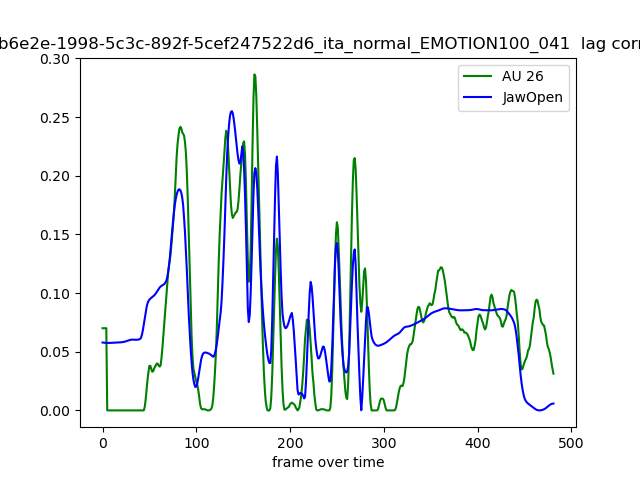 b6e2e-1998-5c3c-892f-5cef247522d6_ita_normal_EMOTION100_041 lag corr
AU 26
JawOpen
0.30
0.25
0.20
0.15
0.10
0.05
0.00
0 100 200 300 400 500
frame over time